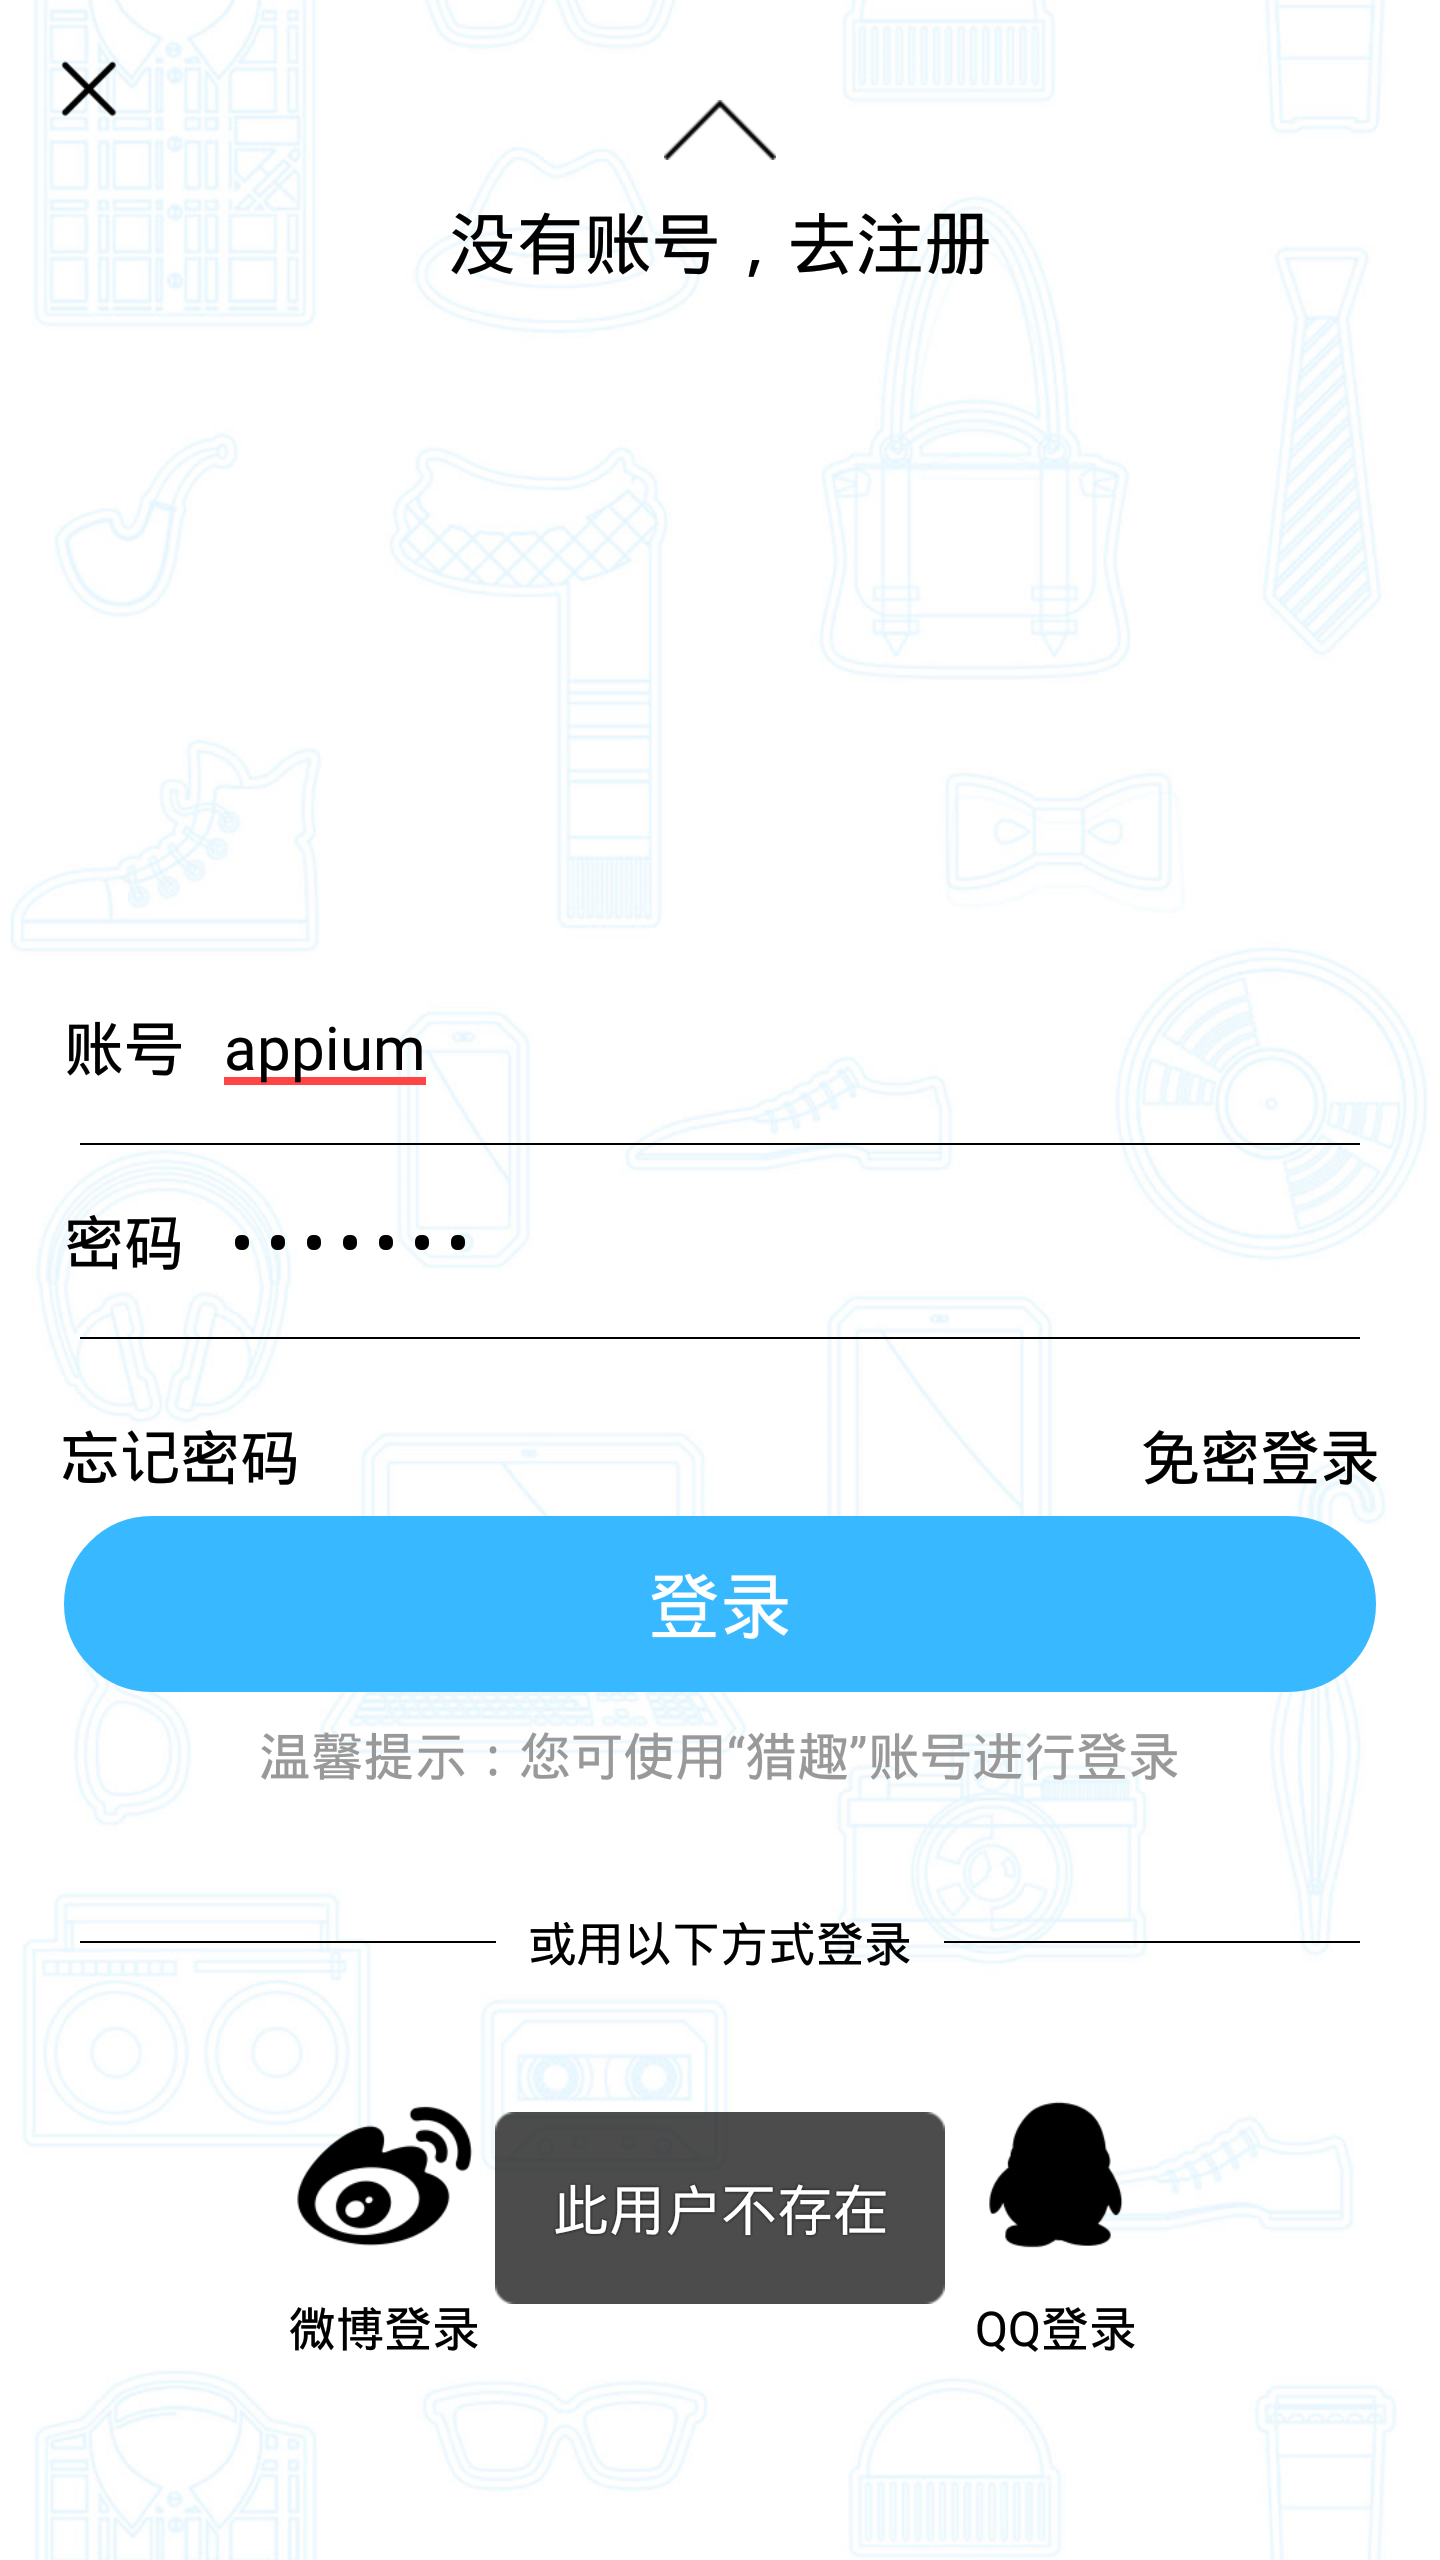 没有账号，去注册
账号 appium
密码 •••••••
忘记密码 免密登录
登录
温馨提示：您可使用“猎趣”账号进行登录
或用以下方式登录
此用户不存在
微博登录 QQ登录